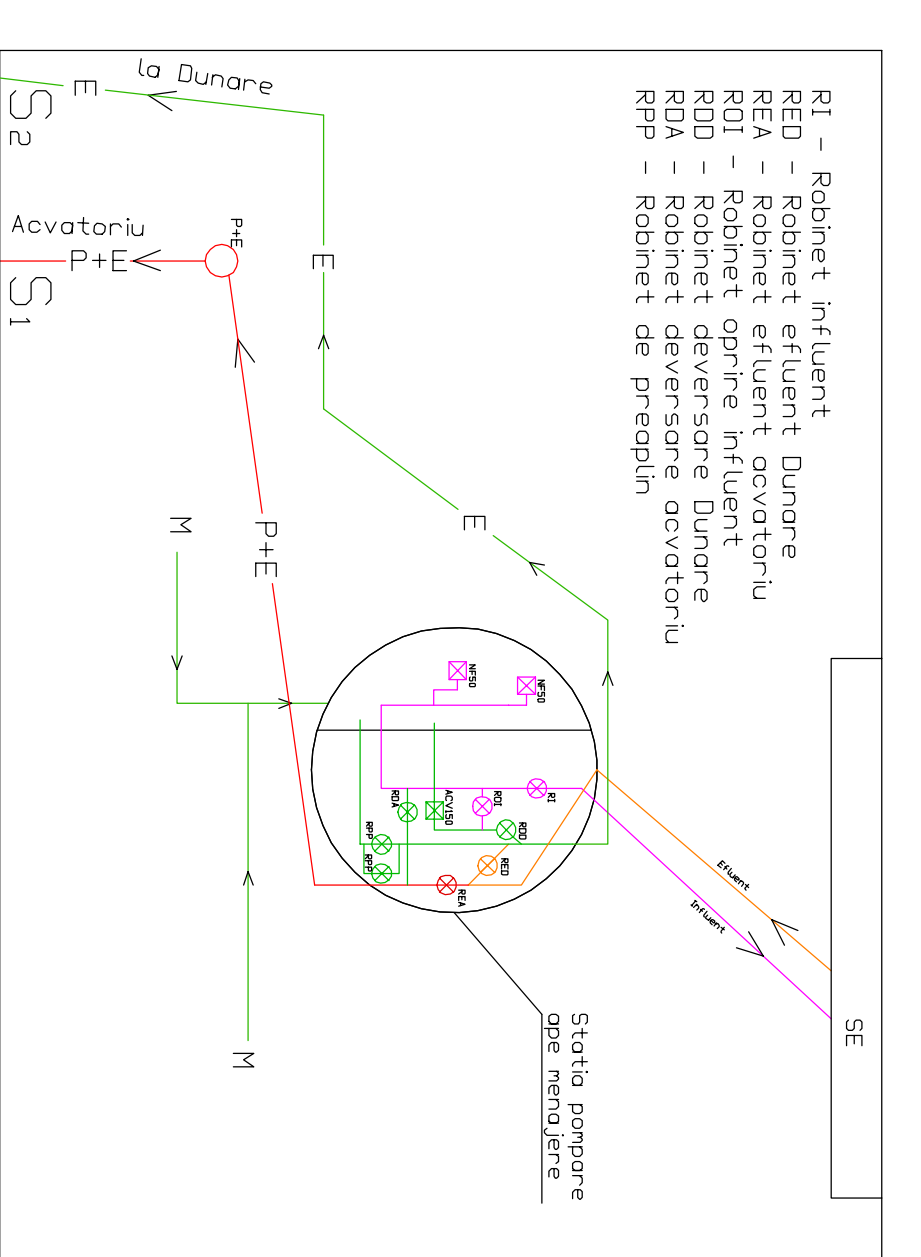 RI - Robinet influent
RED - Robinet efluent Dunare
REA - Robinet efluent acvatoriu
ROI - Robinet oprire influent
RDD - Robinet deversare Dunare
RDA - Robinet deversare acvatoriu
RPP - Robinet de preaplin
la Dunare
E
S2
Acvatoriu
P+E
S1
P+E
E
E
P+E
M
M
NF50
NF50
RI
ROI
RDD
ACV150
RDA
RPP
RPP
RED
REA
Efluent
Influent
SE
Statia pompare
ape menajere